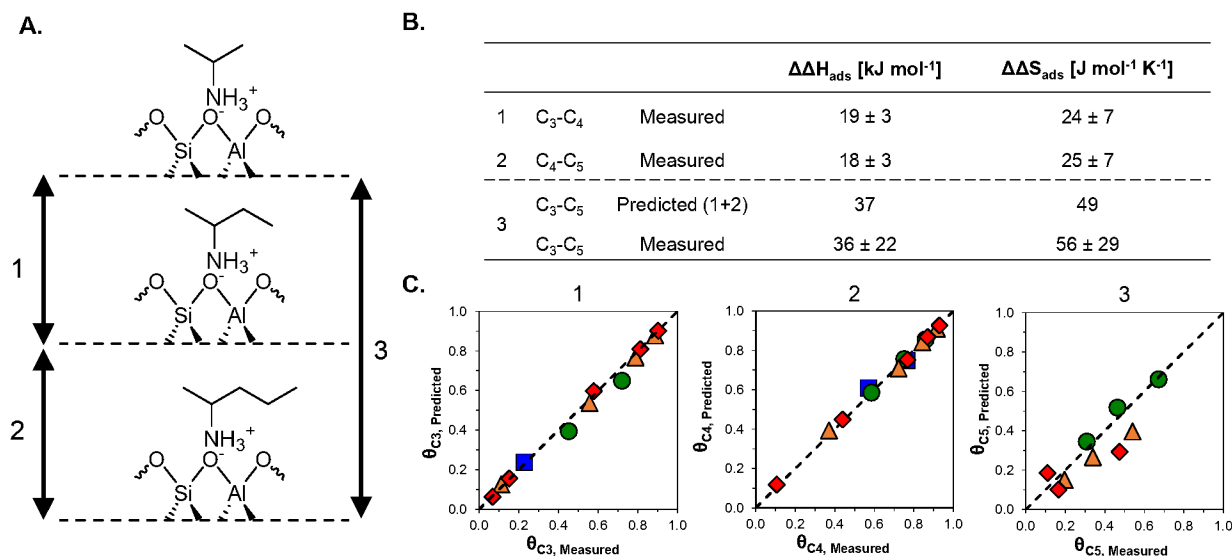 A.
NH₃⁺
O O⁻ O
Si Al
1
NH₃⁺
O O⁻ O
Si Al
3
2
NH₃⁺
O O⁻ O
Si Al
B.
ΔΔH_ads [kJ mol⁻¹] ΔΔS_ads [J mol⁻¹ K⁻¹]
1 C₃-C₄ Measured 19 ± 3 24 ± 7
2 C₄-C₅ Measured 18 ± 3 25 ± 7
3
C₃-C₅ Predicted (1+2) 37 49
C₃-C₅ Measured 36 ± 22 56 ± 29
C.
1
1.0
0.8
0.6
0.4
0.2
0.0
0.0 0.2 0.4 0.6 0.8 1.0
θ_C3, Predicted
θ_C3, Measured
2
1.0
0.8
0.6
0.4
0.2
0.0
0.0 0.2 0.4 0.6 0.8 1.0
θ_C4, Predicted
θ_C4, Measured
3
1.0
0.8
0.6
0.4
0.2
0.0
0.0 0.2 0.4 0.6 0.8 1.0
θ_C5, Predicted
θ_C5, Measured